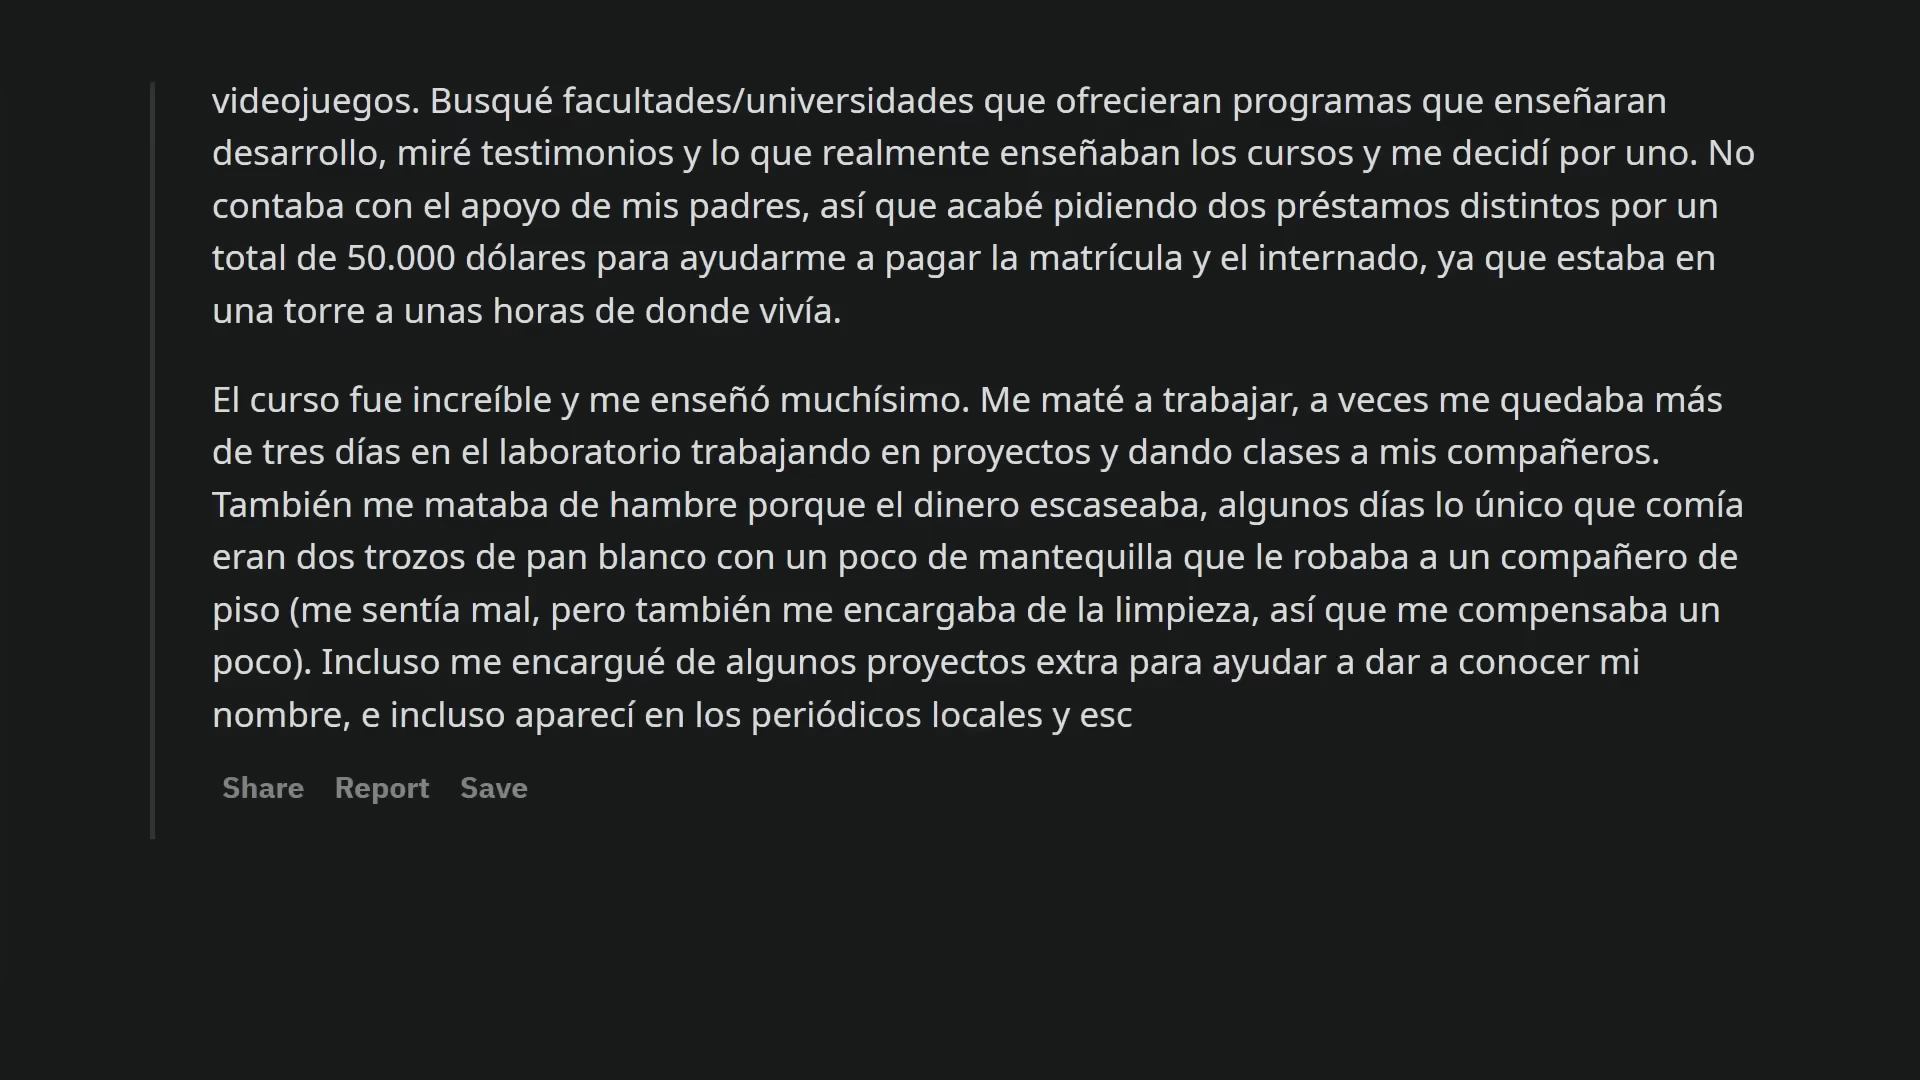 videojuegos. Busqué facultades/universidades que ofrecieran programas que enseñaran
desarrollo, miré testimonios y lo que realmente enseñaban los cursos y me decidí por uno. No
contaba con el apoyo de mis padres, así que acabé pidiendo dos préstamos distintos por un
total de 50.000 dólares para ayudarme a pagar la matrícula y el internado, ya que estaba en
una torre a unas horas de donde vivía.
El curso fue increíble y me enseñó muchísimo. Me maté a trabajar, a veces me quedaba más
de tres días en el laboratorio trabajando en proyectos y dando clases a mis compañeros.
También me mataba de hambre porque el dinero escaseaba, algunos días lo único que comía
eran dos trozos de pan blanco con un poco de mantequilla que le robaba a un compañero de
piso (me sentía mal, pero también me encargaba de la limpieza, así que me compensaba un
poco). Incluso me encargué de algunos proyectos extra para ayudar a dar a conocer mi
nombre, e incluso aparecí en los periódicos locales y esc
Share Report Save